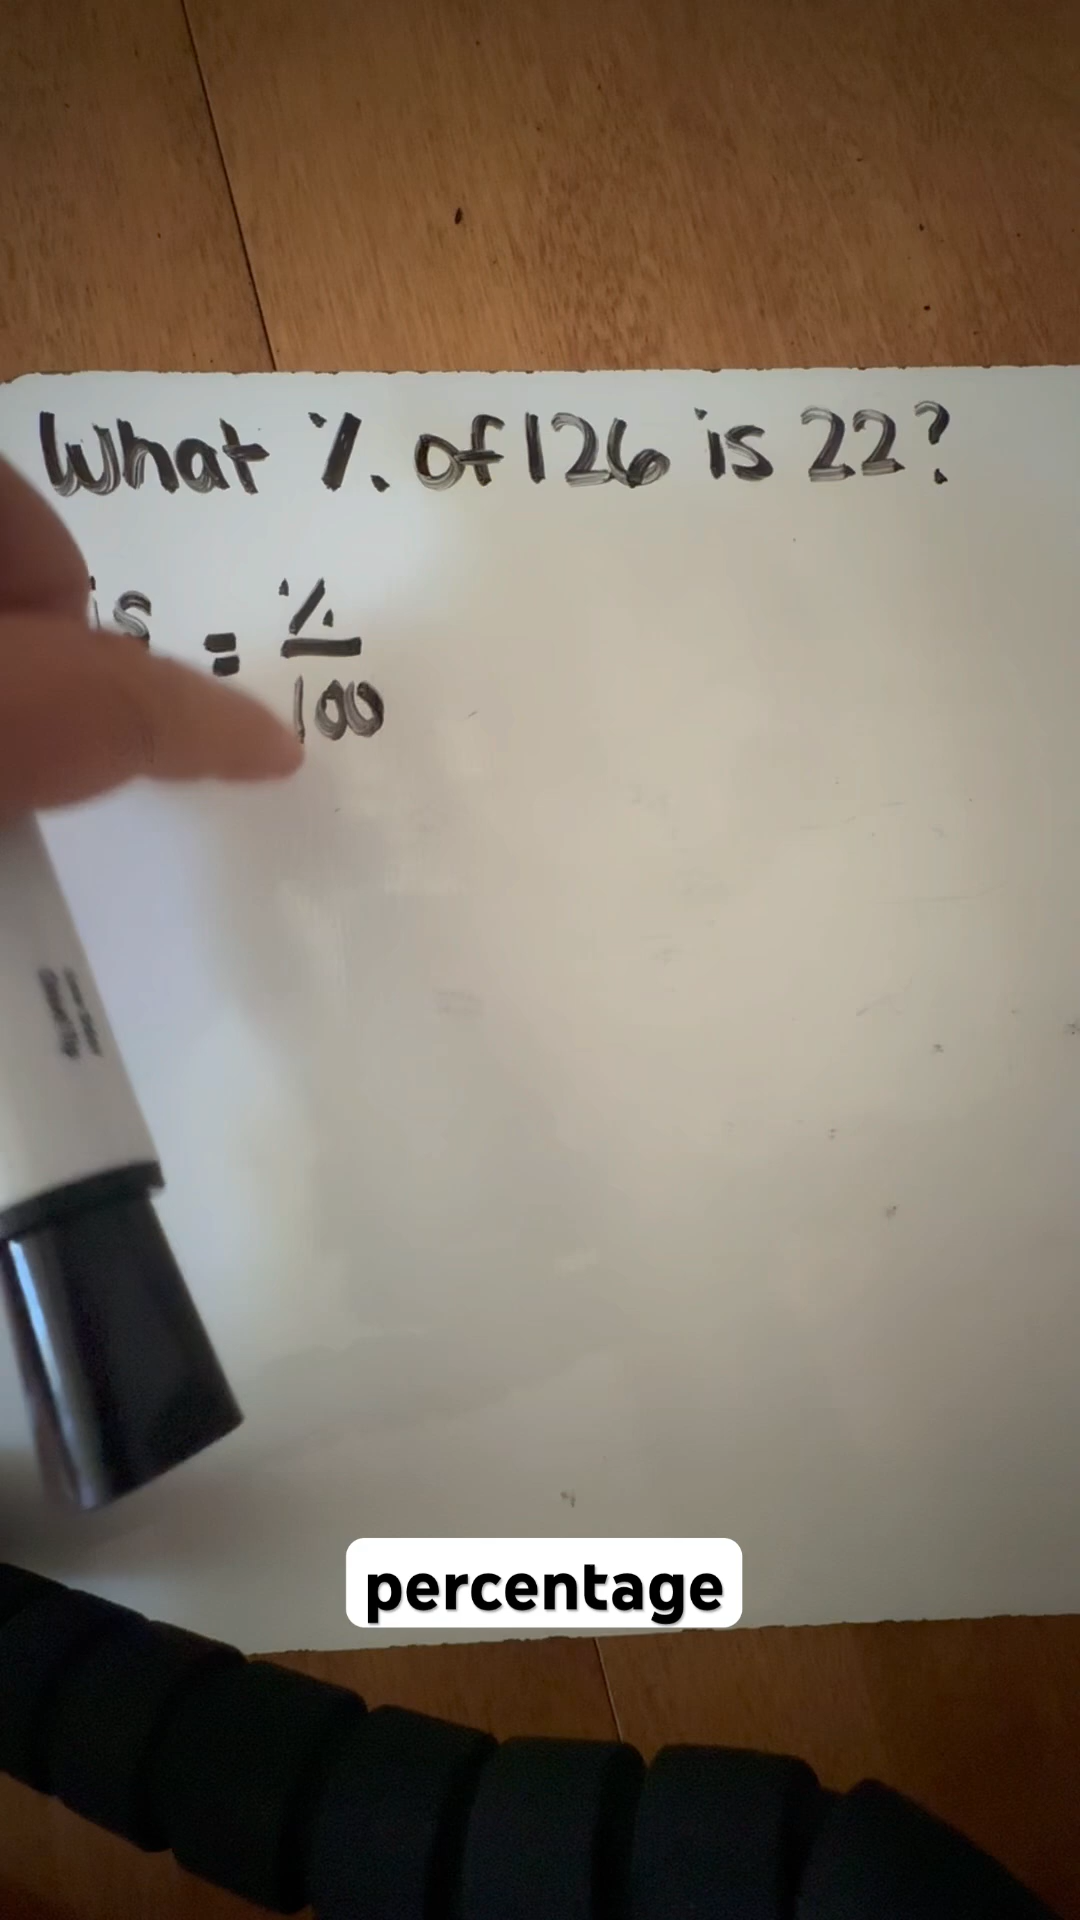 What % of 126 is 22?
is = %
100
percentage